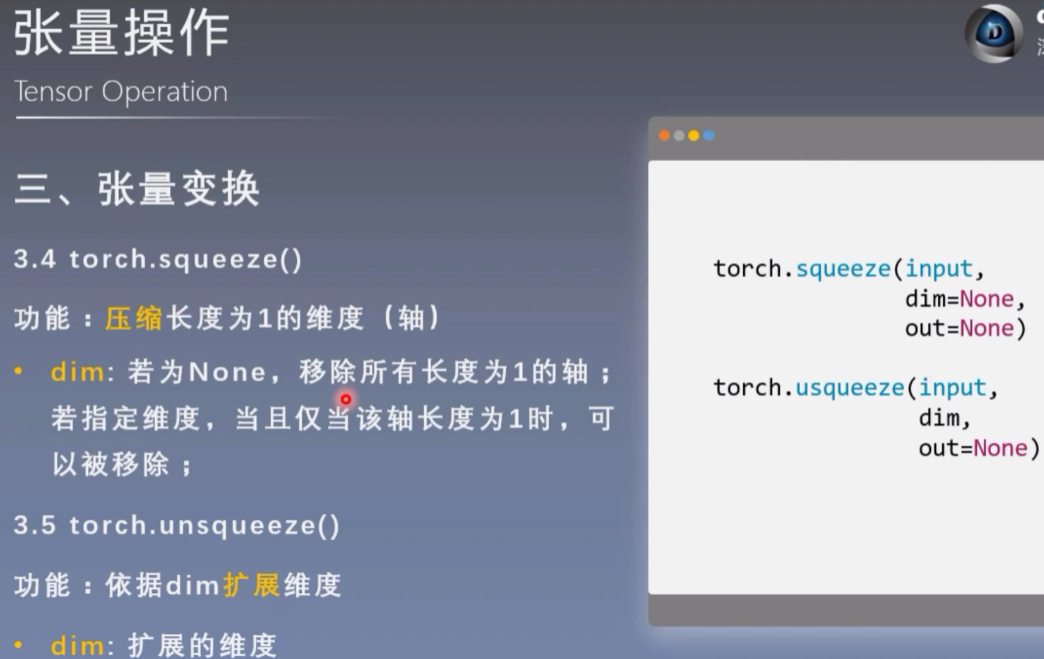 张量操作
Tensor Operation
三、张量变换
3.4 torch.squeeze()
功能：压缩长度为1的维度（轴）
• dim: 若为None，移除所有长度为1的轴；
若指定维度，当且仅当该轴长度为1时，可
以被移除；
3.5 torch.unsqueeze()
功能：依据dim扩展维度
• dim: 扩展的维度
torch.squeeze(input,
dim=None,
out=None)
torch.usqueeze(input,
dim,
out=None)